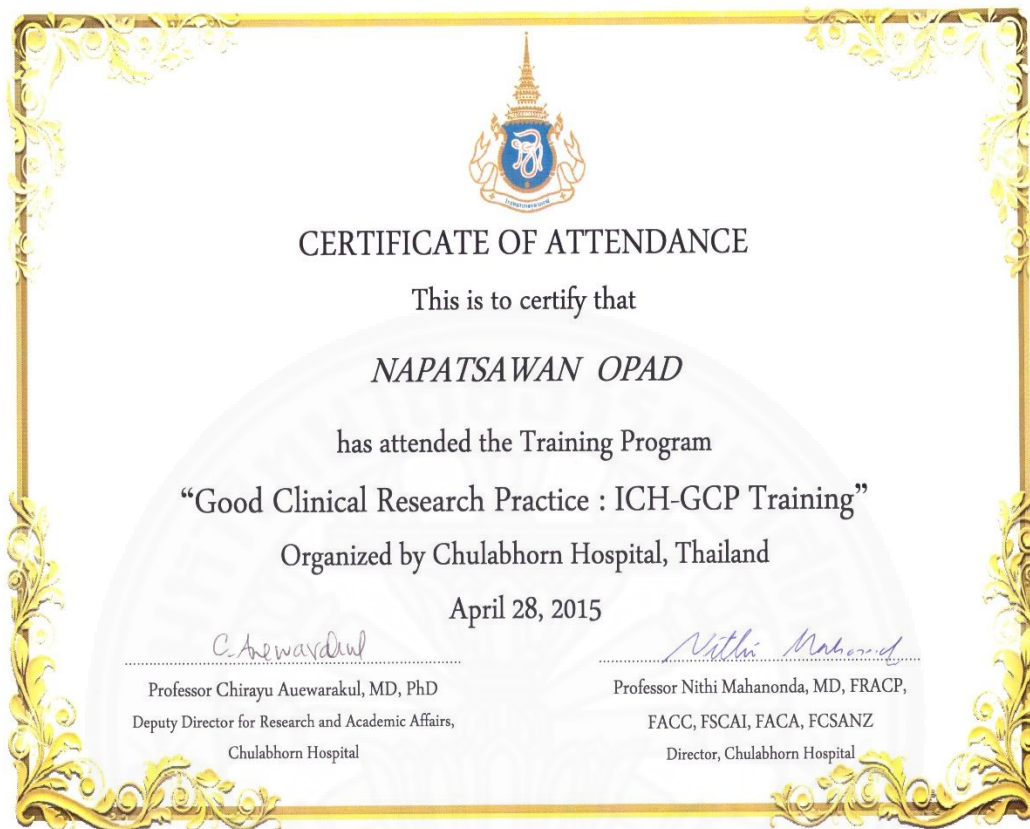 CERTIFICATE OF ATTENDANCE
This is to certify that
NAPATSAWAN OPAD
has attended the Training Program
“Good Clinical Research Practice : ICH-GCP Training”
Organized by Chulabhorn Hospital, Thailand
April 28, 2015
Professor Chirayu Auewarakul, MD, PhD
Deputy Director for Research and Academic Affairs,
Chulabhorn Hospital
Nithi
Professor Nithi Mahanonda, MD, FRACP,
FACC, FSCAI, FACA, FCSANZ
Director, Chulabhorn Hospital